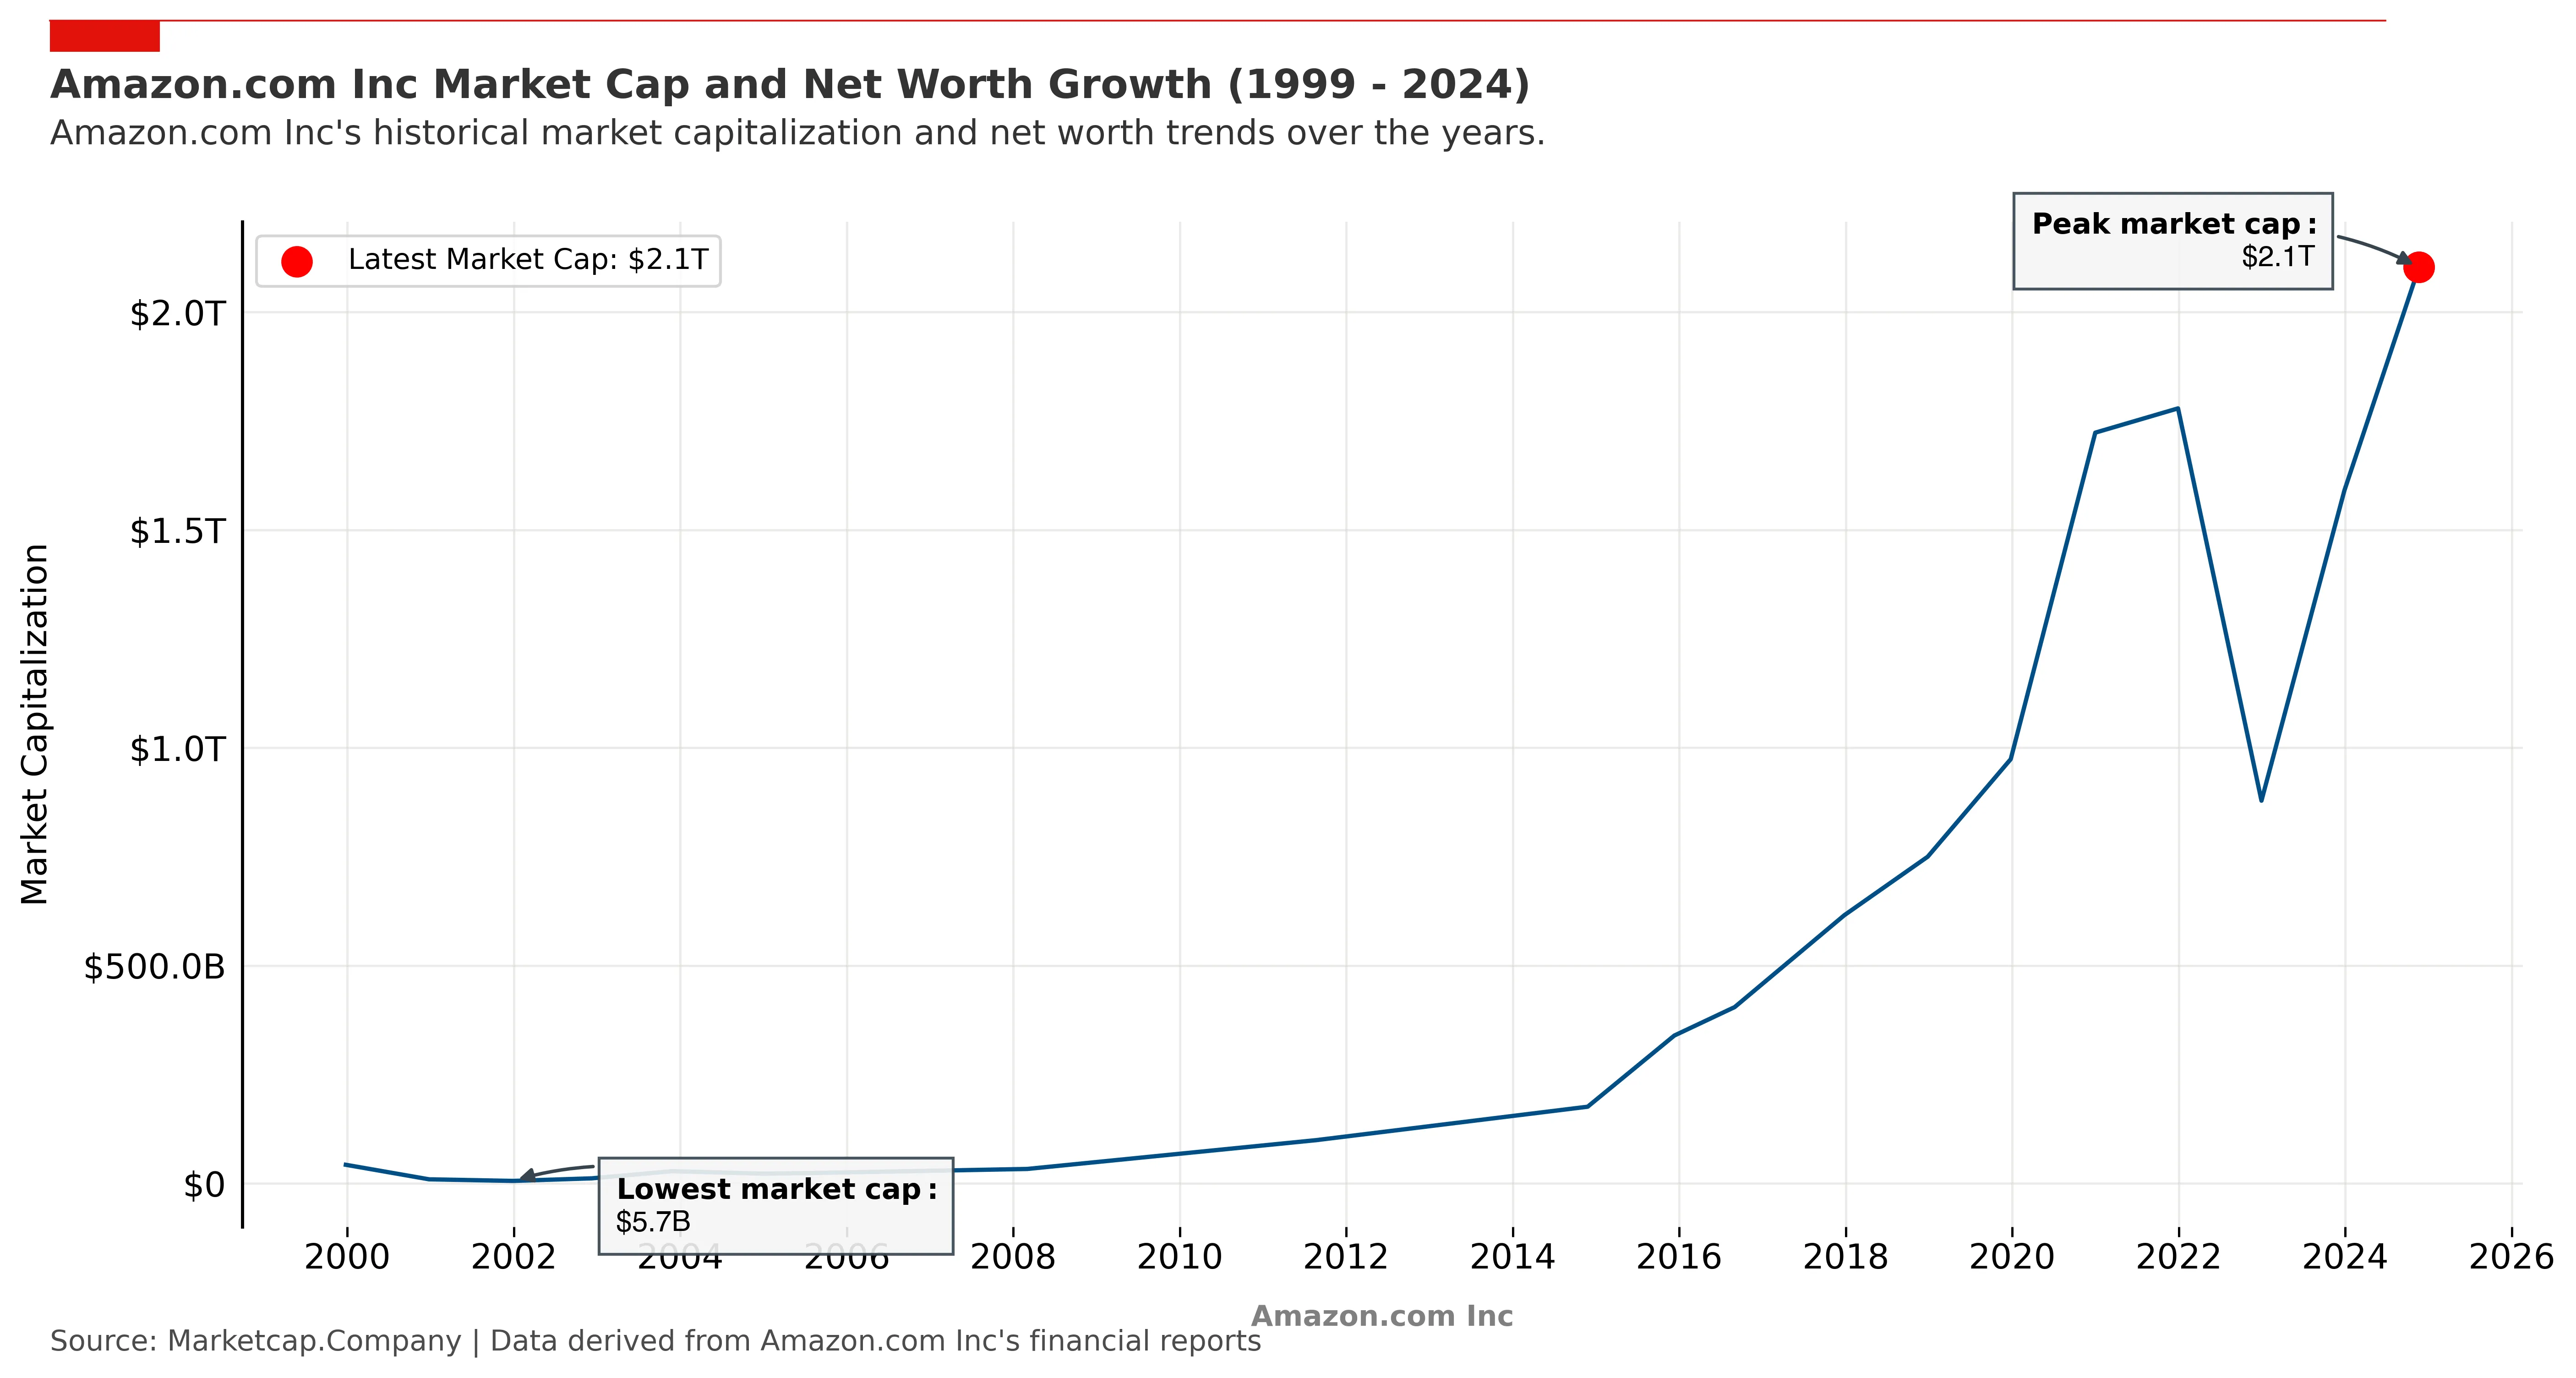 Amazon.com Inc Market Cap and Net Worth Growth (1999 - 2024)
Amazon.com Inc's historical market capitalization and net worth trends over the years.
Peak market cap:
$2.1T
Latest Market Cap: $2.1T
$2.0T
$1.5T
$1.0T
$500.0B
$0
Market Capitalization
Lowest market cap:
$5.7B
2000 2002 2004 2006 2008 2010 2012 2014 2016 2018 2020 2022 2024 2026
Amazon.com Inc
Source: Marketcap.Company | Data derived from Amazon.com Inc's financial reports